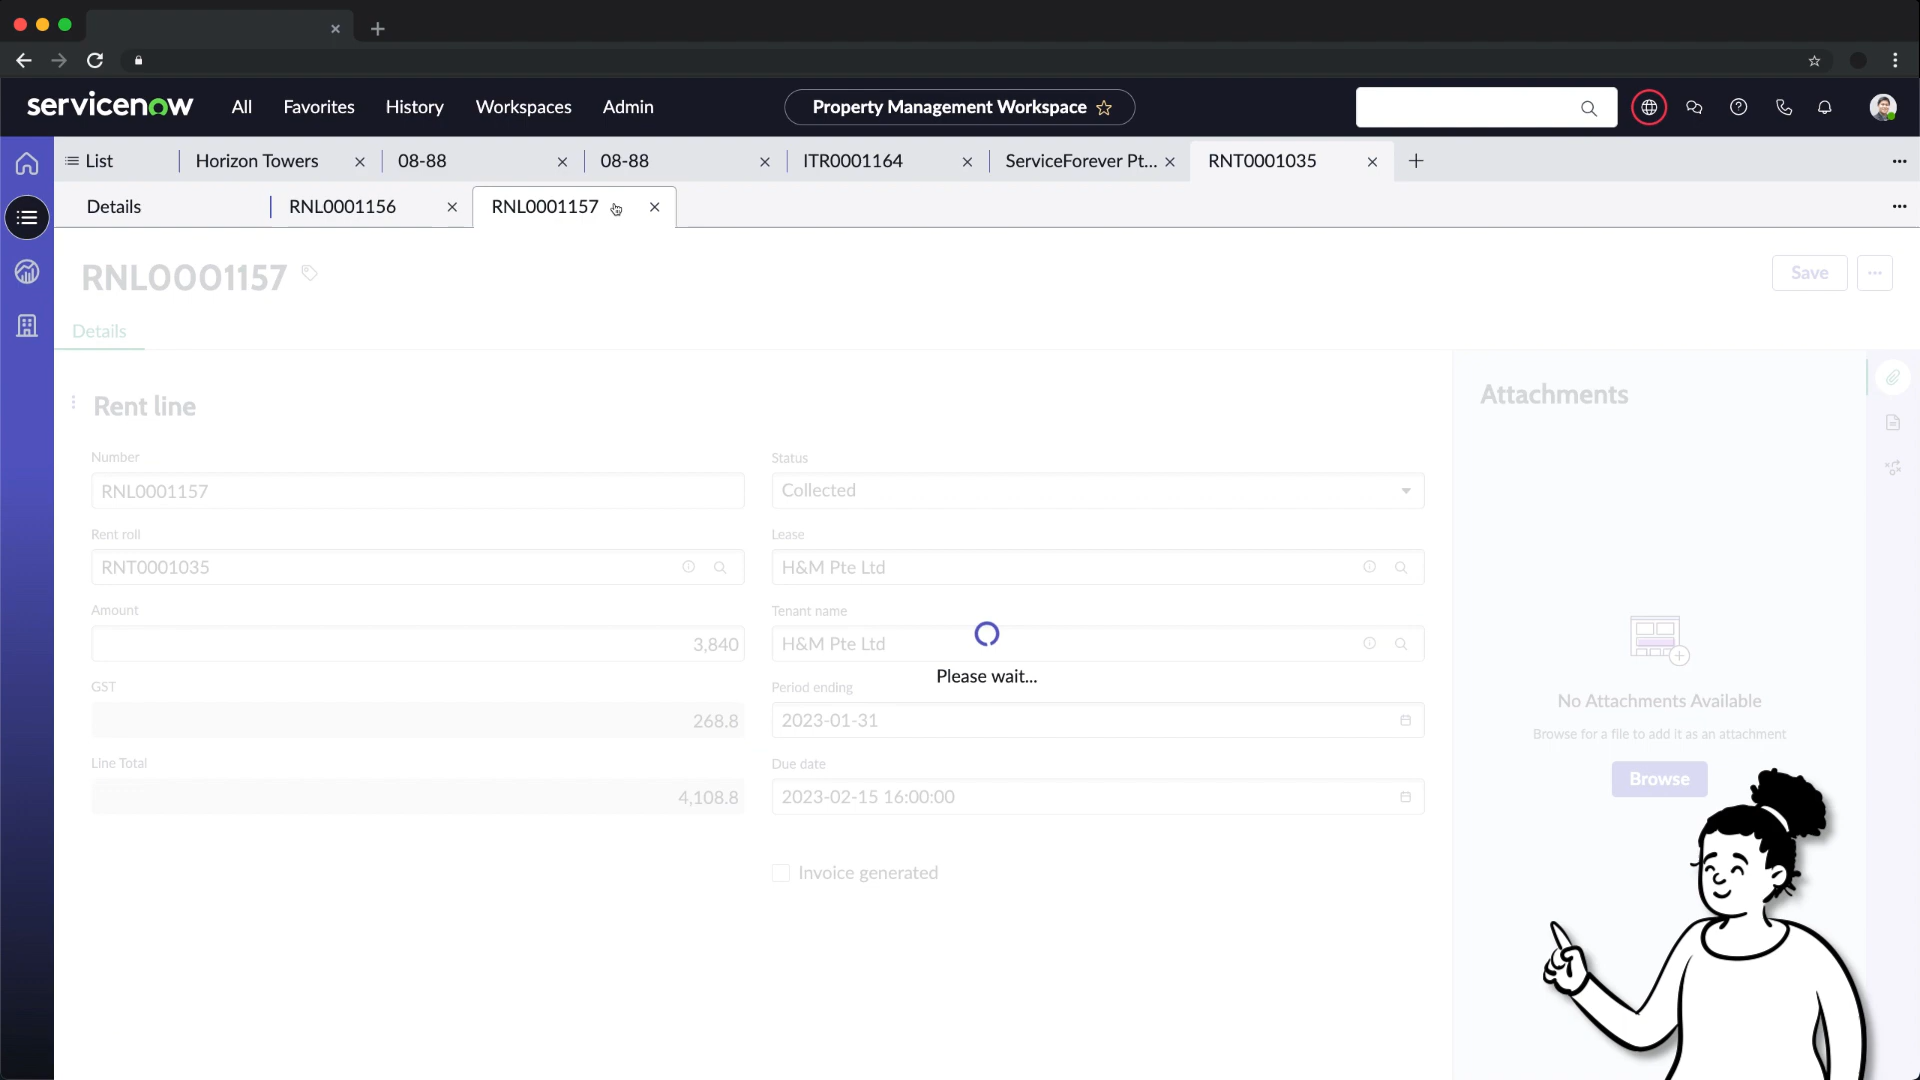 servicenow All Favorites History Workspaces Admin Property Management Workspace
List Horizon Towers 08-88 08-88 ITR0001164 ServiceForever Pt... RNT0001035
Details RNL0001156 RNL0001157
RNL0001157 Save
Details
Rent line
Attachments
Number
RNL0001157
Status
Collected
Rent roll
RNT0001035
Lease
H&M Pte Ltd
Amount
3,840
Tenant name
H&M Pte Ltd
Please wait...
GST
268.8
Period ending
2023-01-31
Line Total
4,108.8
Due date
2023-02-15 16:00:00
Invoice generated
No Attachments Available
Browse for a file to add it as an attachment
Browse